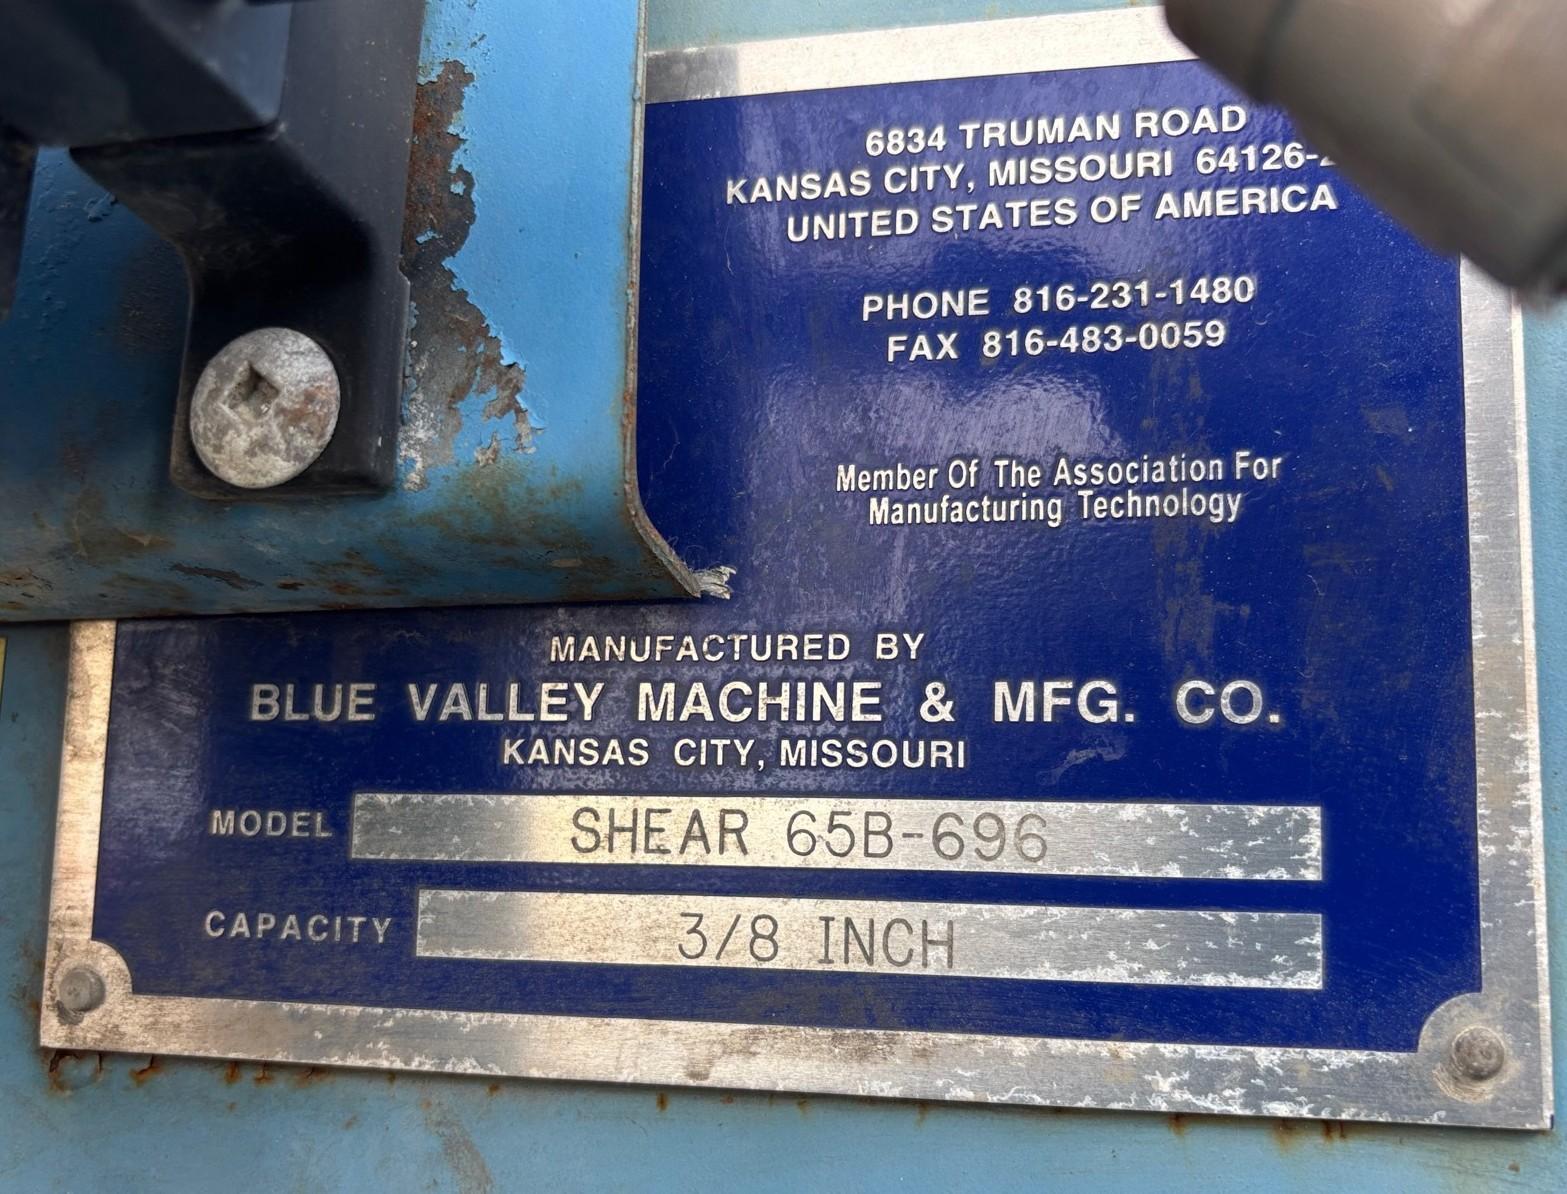 6834 TRUMAN ROAD
KANSAS CITY, MISSOURI 64126-
UNITED STATES OF AMERICA
PHONE 816-231-1480
FAX 816-483-0059
Member Of The Association For
Manufacturing Technology
MANUFACTURED BY
BLUE VALLEY MACHINE & MFG. CO.
KANSAS CITY, MISSOURI
MODEL SHEAR 65B-696
CAPACITY 3/8 INCH